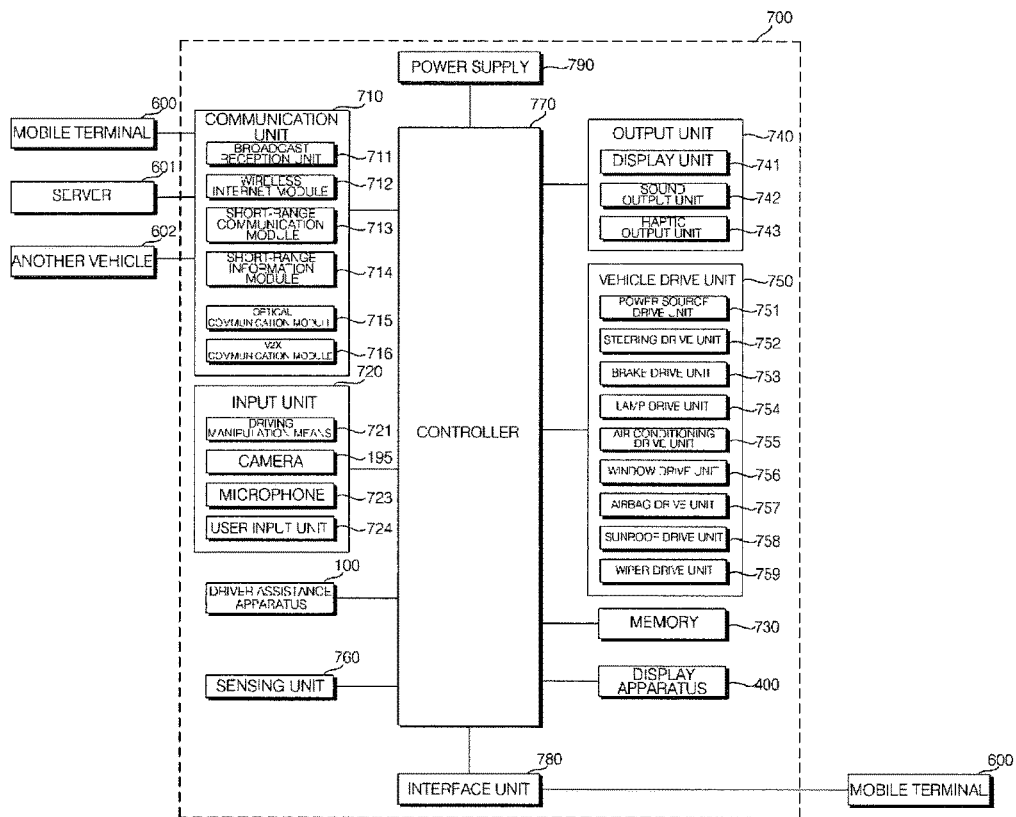 700
POWER SUPPLY
790
600
MOBILE TERMINAL
601
SERVER
602
ANOTHER VEHICLE
710
COMMUNICATION
UNIT
BROADCAST
RECEPTION UNIT
711
WIRELESS
INTERNET MODULE
712
SHORT-RANGE
COMMUNICATION
MODULE
713
SHORT-RANGE
INFORMATION
MODULE
714
OPTICAL
COMMUNICATION MODULE
715
V2X
COMMUNICATION MODULE
716
720
INPUT UNIT
DRIVING
MANIPULATION MEANS
721
CAMERA
195
MICROPHONE
723
USER INPUT UNIT
724
100
DRIVER ASSISTANCE
APPARATUS
760
SENSING UNIT
770
CONTROLLER
OUTPUT UNIT
740
DISPLAY UNIT
741
SOUND
OUTPUT UNIT
742
HAPTIC
OUTPUT UNIT
743
VEHICLE DRIVE UNIT
750
POWER SOURCE
DRIVE UNIT
751
STEERING DRIVE UNIT
752
BRAKE DRIVE UNIT
753
LAMP DRIVE UNIT
754
AIR CONDITIONING
DRIVE UNIT
755
WINDOW DRIVE UNIT
756
AIRBAG DRIVE UNIT
757
SUNROOF DRIVE UNIT
758
WIPER DRIVE UNIT
759
MEMORY
730
DISPLAY
APPARATUS
400
780
INTERFACE UNIT
600
MOBILE TERMINAL